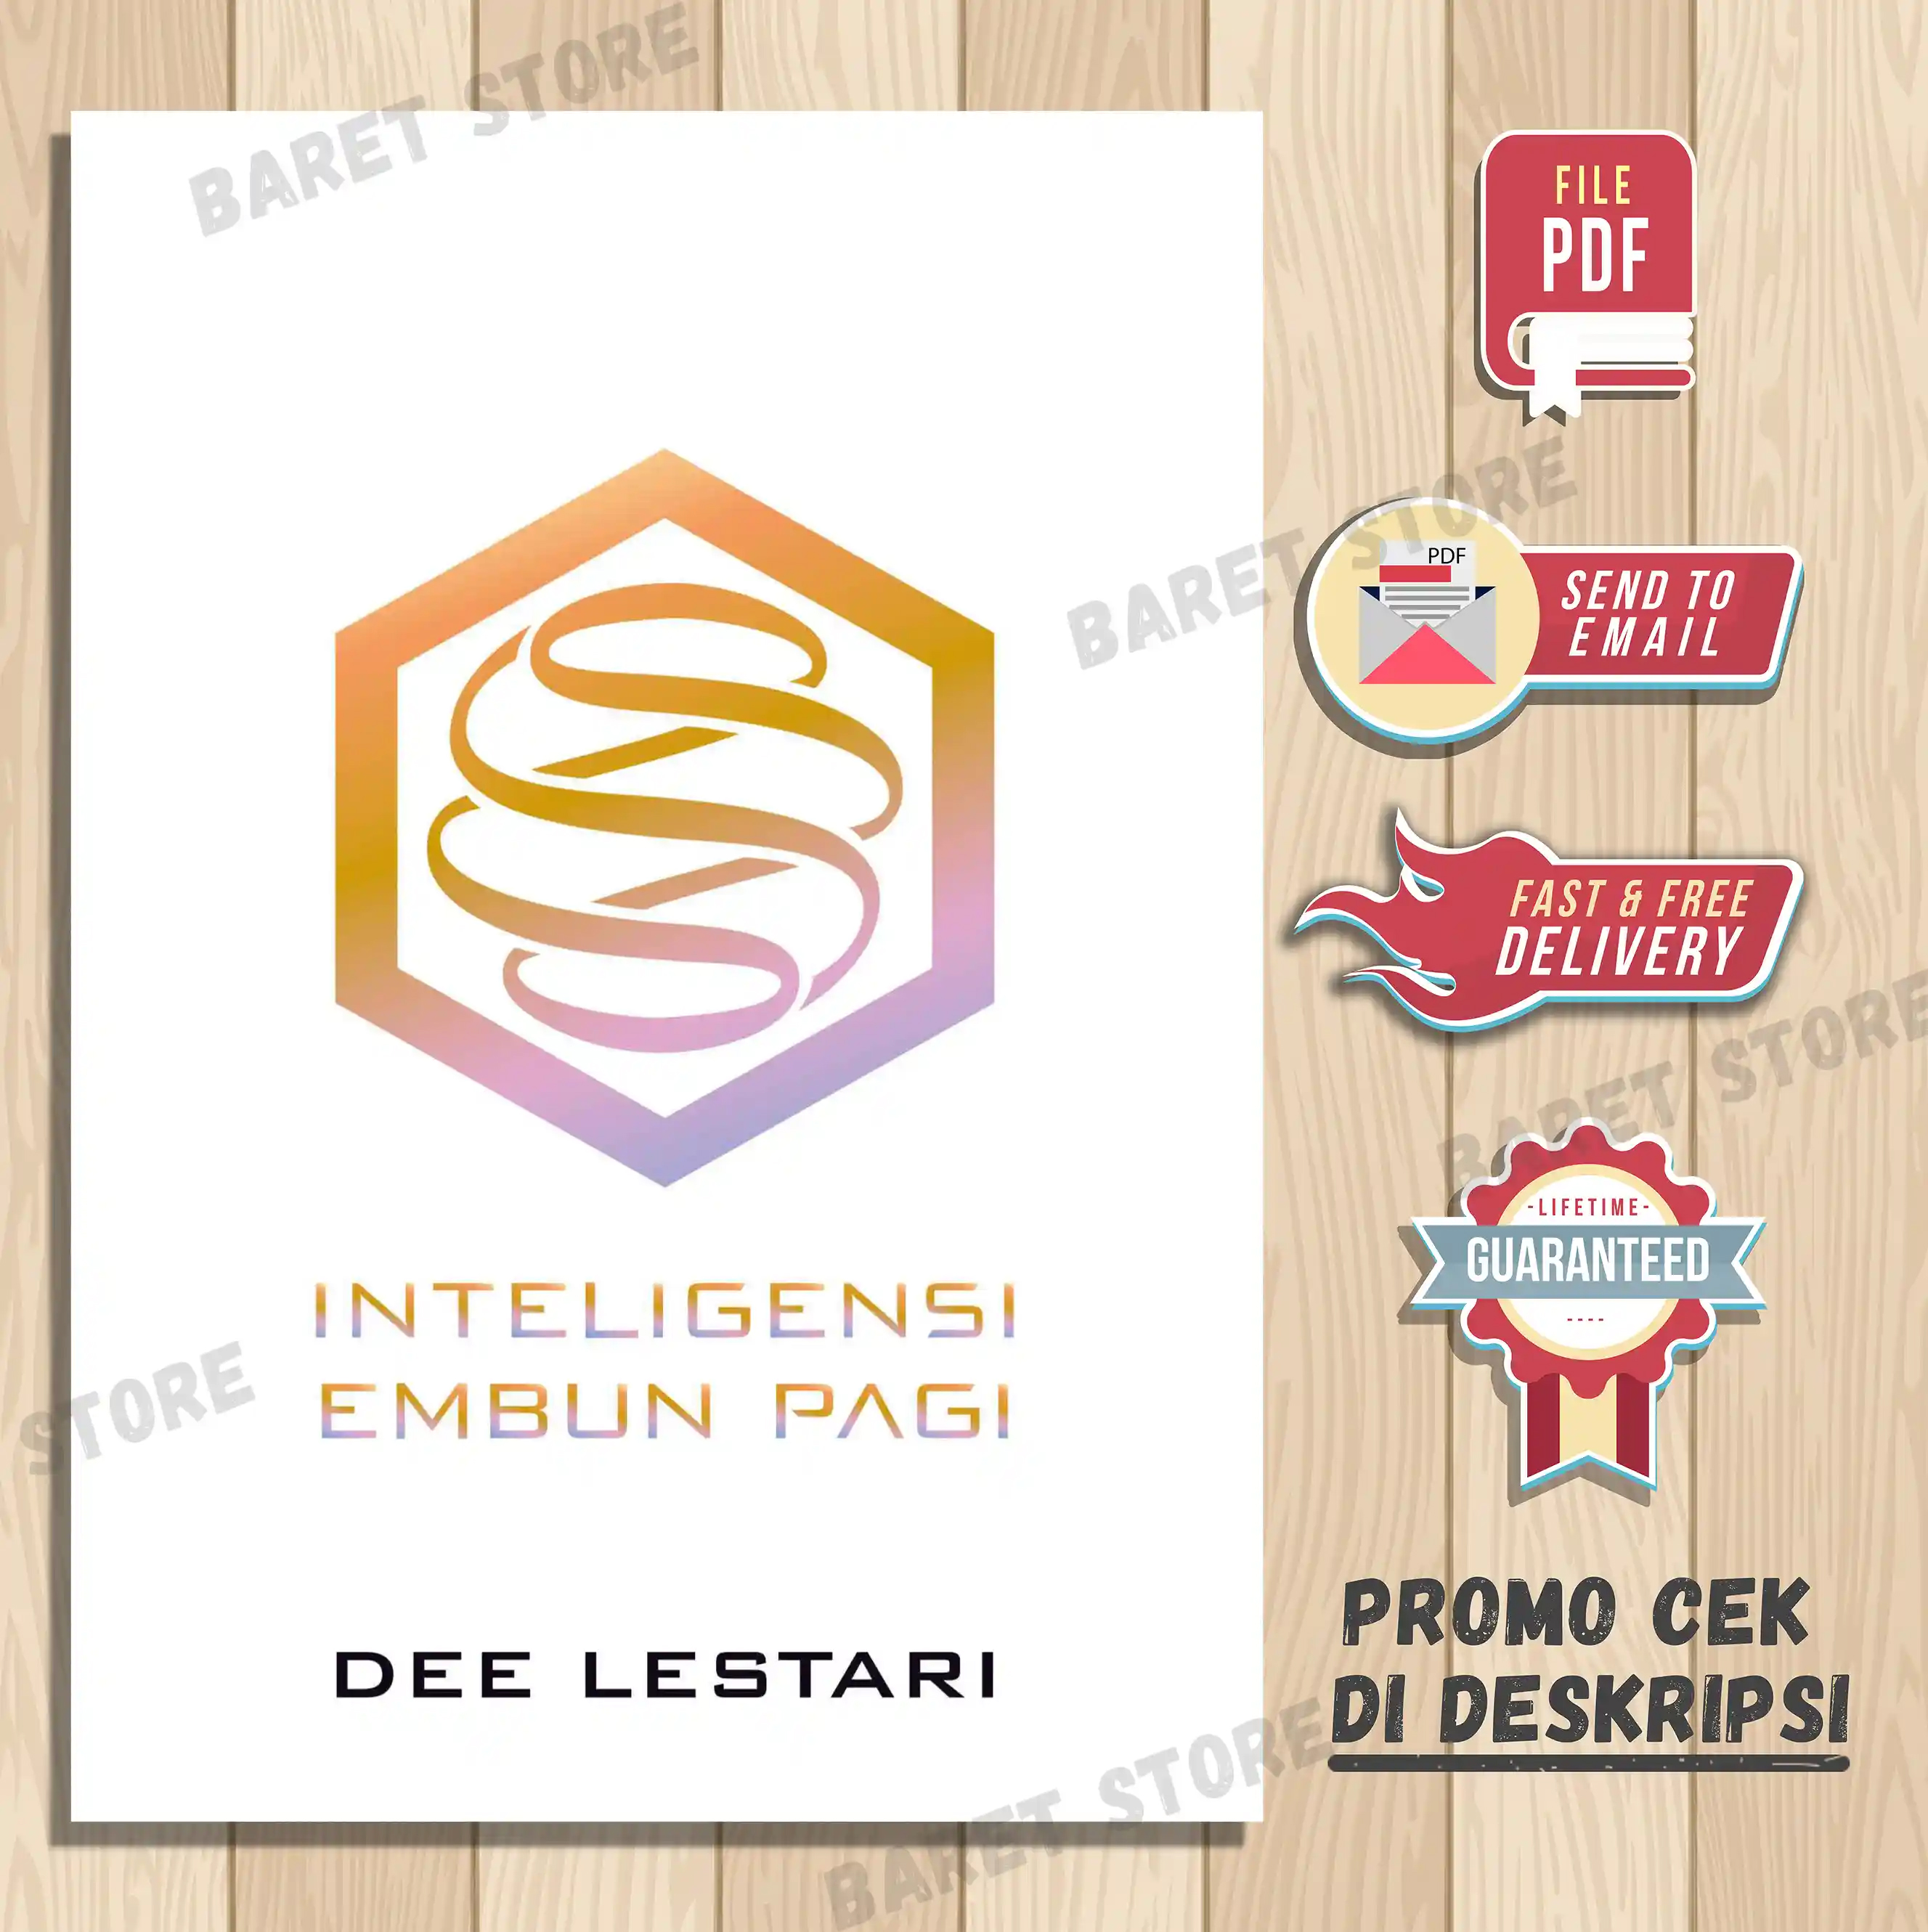 BARET STORE
FILE
PDF
BARET STORE
PDF
SEND TO
EMAIL
FAST & FREE
DELIVERY
BARET STORE
-LIFETIME-
GUARANTEED
----
INTELIGENSI
EMBUN PAGI
STORE
DEE LESTARI
PROMO CEK
DI DESKRIPSI
BARET STORE